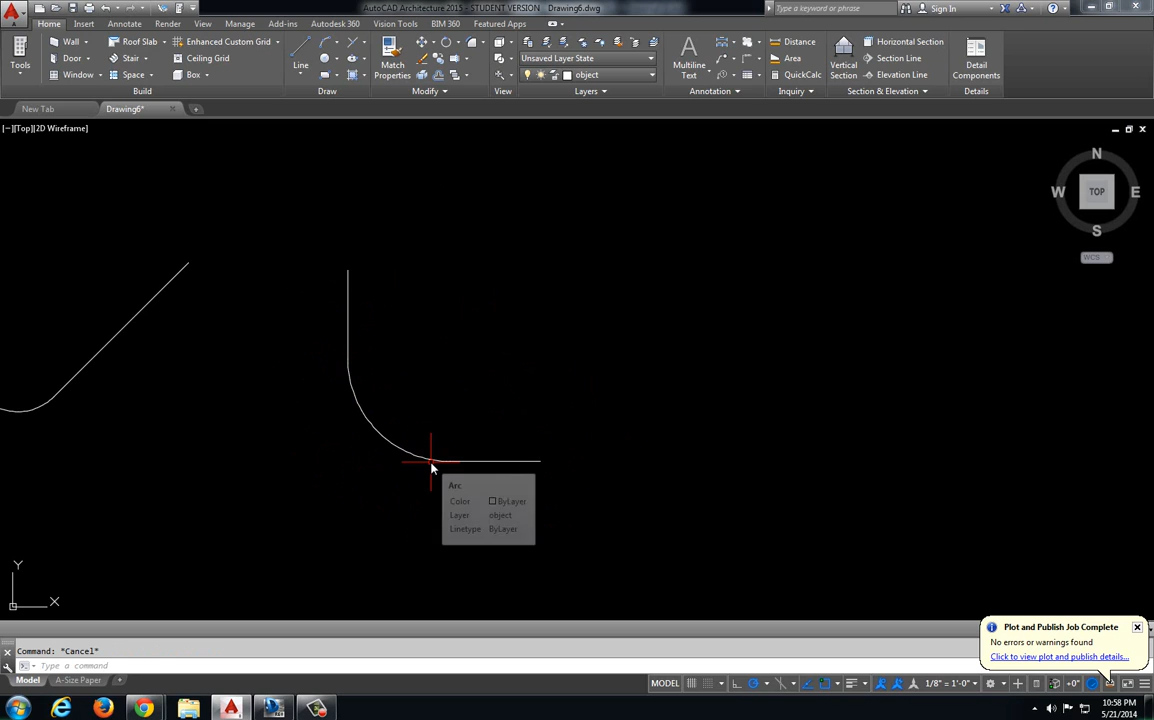 AutoCAD Architecture 2015 - STUDENT VERSION Drawing6.dwg
Type a keyword or phrase
Sign In
Home Insert Annotate Render View Manage Add-ins Autodesk 360 Vision Tools BIM 360 Featured Apps
Tools
Wall
Roof Slab
Enhanced Custom Grid
Door
Stair
Ceiling Grid
Window
Space
Box
Build
Line
Draw
Match Properties
Modify
View
Unsaved Layer State
object
Layers
Multiline Text
Annotation
Distance
Area
QuickCalc
Inquiry
Vertical Section
Horizontal Section
Section Line
Elevation Line
Section & Elevation
Detail Components
Details
New Tab
Drawing6*
[−][Top][2D Wireframe]
N
W
TOP
E
S
WCS
Arc
Color ByLayer
Layer object
Linetype ByLayer
Y
X
Plot and Publish Job Complete
No errors or warnings found
Click to view plot and publish details...
Command: *Cancel*
Type a command
Model
A-Size Paper
MODEL
1/8" = 1'-0"
+0"
10:58 PM
5/21/2014